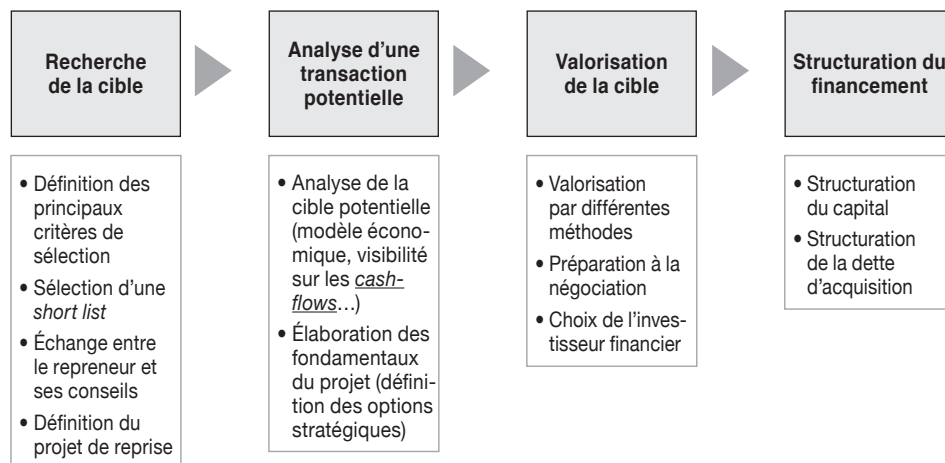 Recherche
de la cible
Analyse d’une
transaction
potentielle
Valorisation
de la cible
Structuration du
financement
• Définition des
principaux
critères de
sélection
• Sélection d’une
short list
• Échange entre
le repreneur et
ses conseils
• Définition du
projet de reprise
• Analyse de la
cible potentielle
(modèle écono-
mique, visibilité
sur les cash-
flows…)
• Élaboration des
fondamentaux
du projet (défini-
tion des options
stratégiques)
• Valorisation
par différentes
méthodes
• Préparation à la
négociation
• Choix de l’inves-
tisseur financier
• Structuration
du capital
• Structuration
de la dette
d’acquisition